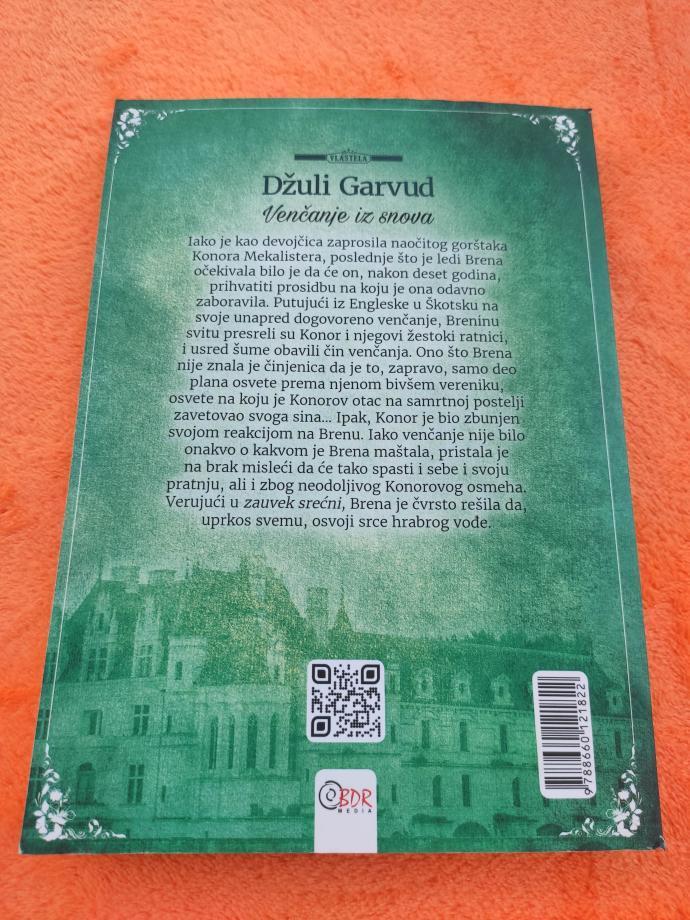 VLASTELA
Džuli Garvud
Venčanje iz snova
Iako je kao devojčica zaprosila naočitog gorštaka
Konora Mekalistera, poslednje što je ledi Brena
očekivala bilo je da će on, nakon deset godina,
prihvatiti prosidbu na koju je ona odavno
zaboravila. Putujući iz Engleske u Škotsku na
svoje unapred dogovoreno venčanje, Breninu
svitu presreli su Konor i njegovi žestoki ratnici,
i usred šume obavili čin venčanja. Ono što Brena
nije znala je činjenica da je to, zapravo, samo deo
plana osvete prema njenom bivšem vereniku,
osvete na koju je Konorov otac na samrtnoj postelji
zavetovao svoga sina... Ipak, Konor je bio zbunjen
svojom reakcijom na Brenu. Iako venčanje nije bilo
onakvo o kakvom je Brena maštala, pristala je
na brak misleći da će tako spasti i sebe i svoju
pratnju, ali i zbog neodoljivog Konorovog osmeha.
Verujući u zauvek srećni, Brena je čvrsto rešila da,
uprkos svemu, osvoji srce hrabrog vođe.
9 788660 121822
BDR
MEDIA